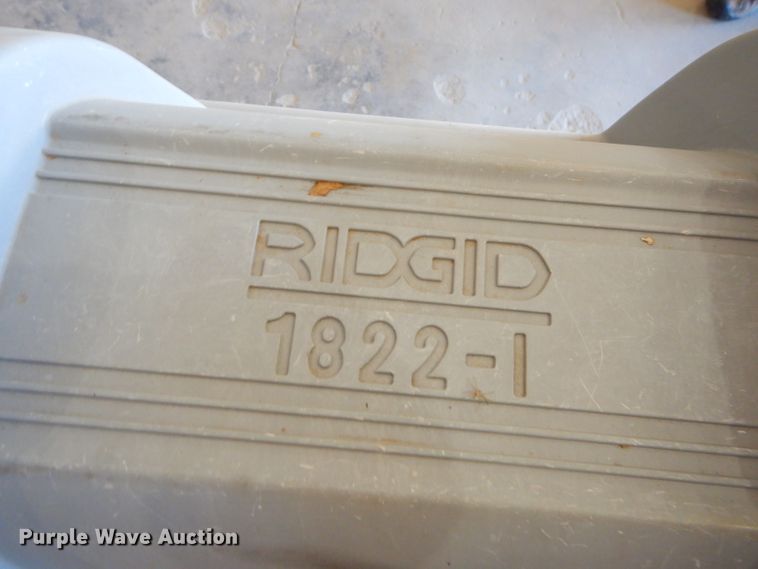 RIDGID
1822-I
Purple Wave Auction